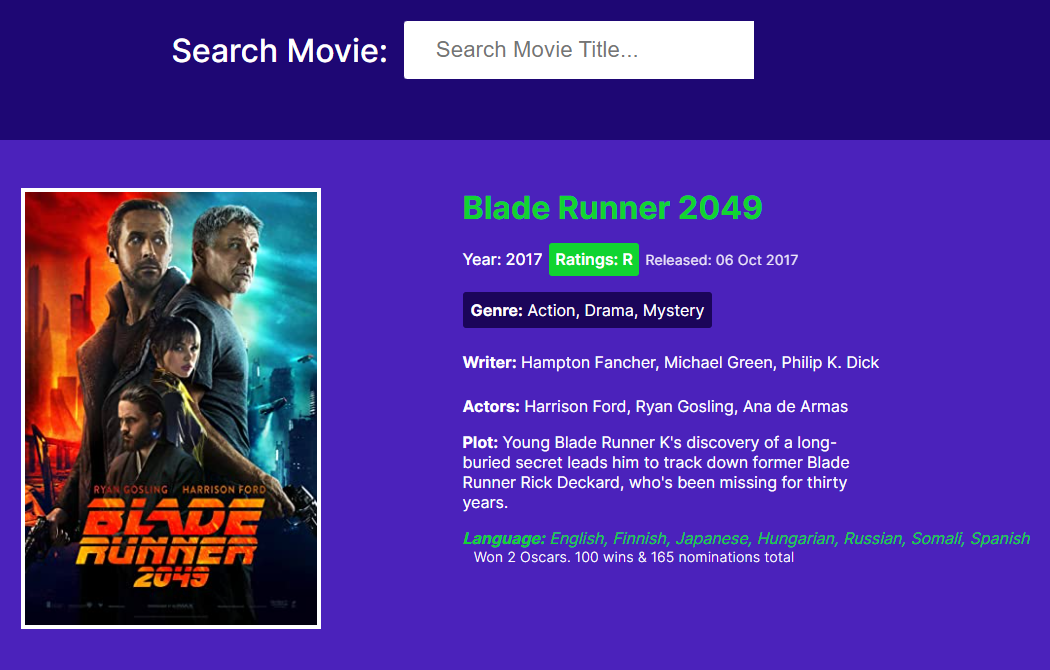 Search Movie:
Search Movie Title...
Blade Runner 2049
Year: 2017 Ratings: R Released: 06 Oct 2017
Genre: Action, Drama, Mystery
Writer: Hampton Fancher, Michael Green, Philip K. Dick
Actors: Harrison Ford, Ryan Gosling, Ana de Armas
Plot: Young Blade Runner K's discovery of a long-
buried secret leads him to track down former Blade
Runner Rick Deckard, who's been missing for thirty
years.
Language: English, Finnish, Japanese, Hungarian, Russian, Somali, Spanish
Won 2 Oscars. 100 wins & 165 nominations total
RYAN GOSLING HARRISON FORD
BLADE
RUNNER
2049